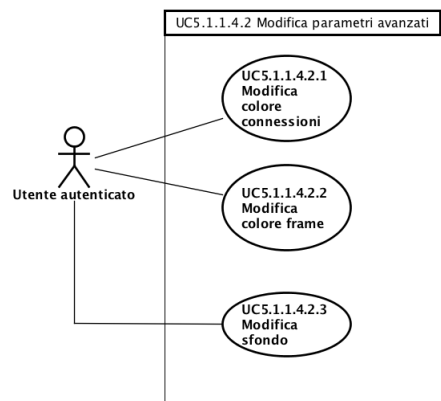 UC5.1.1.4.2 Modifica parametri avanzati
UC5.1.1.4.2.1
Modifica
colore
connessioni
Utente autenticato
UC5.1.1.4.2.2
Modifica
colore frame
UC5.1.1.4.2.3
Modifica
sfondo